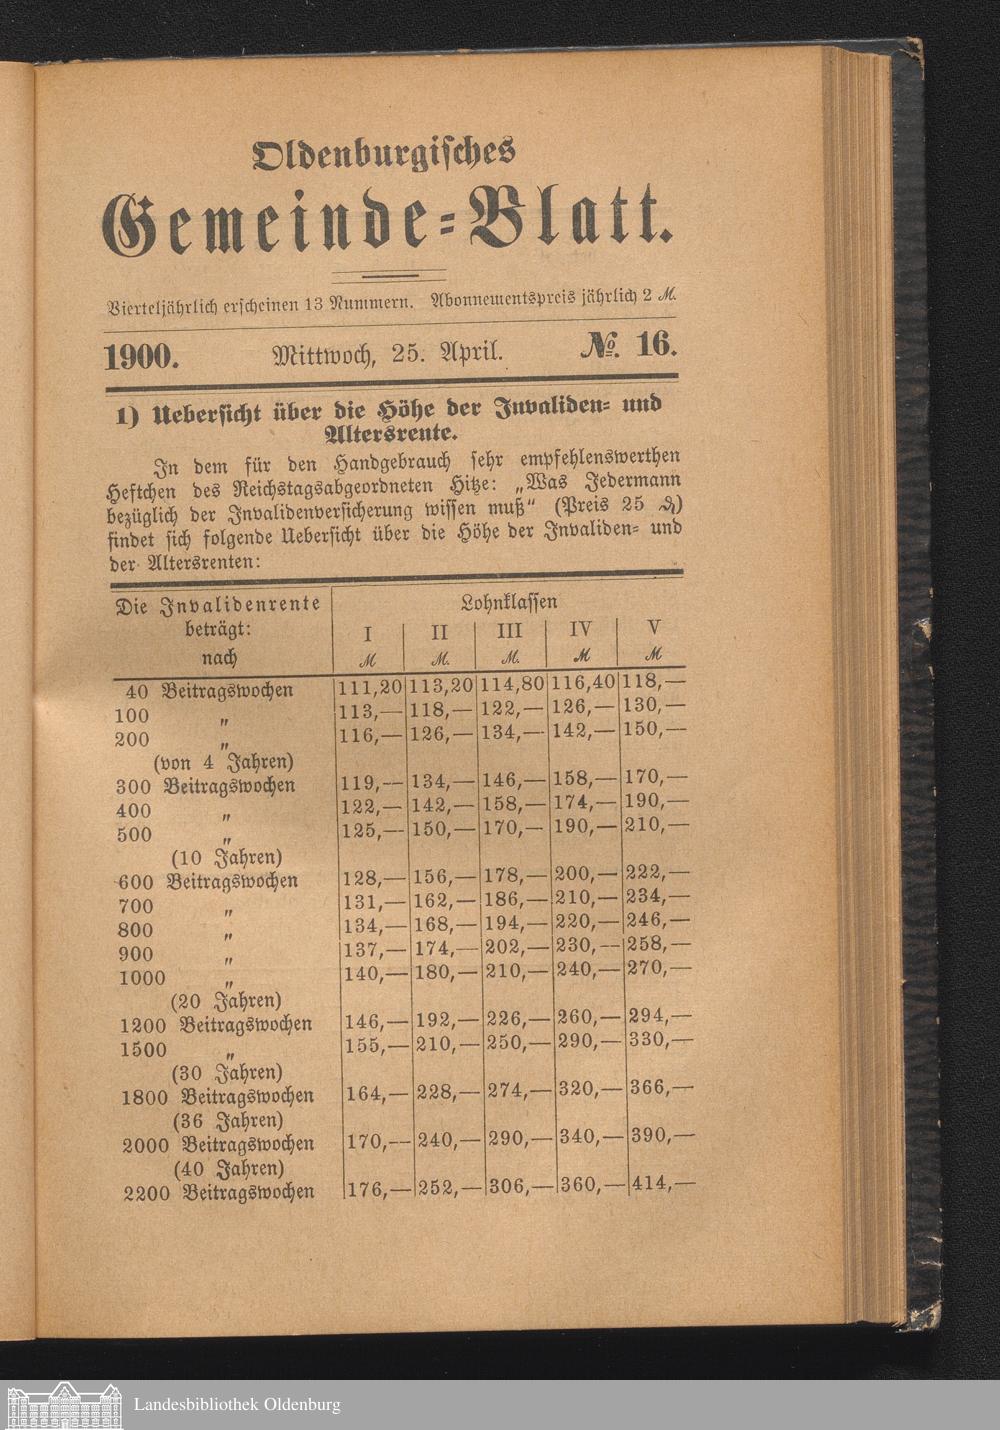 Oldenburgisches
Gemeinde=Blatt.
Vierteljährlich erscheinen 13 Nummern. Abonnementspreis jährlich 2 ℳ.
1900. Mittwoch, 25. April. №. 16.
1) Uebersicht über die Höhe der Invaliden= und
Altersrente.
In dem für den Handgebrauch sehr empfehlenswerthen
Heftchen des Reichstagsabgeordneten Hitze: „Was Jedermann
bezüglich der Invalidenversicherung wissen muß“ (Preis 25 ₰)
findet sich folgende Uebersicht über die Höhe der Invaliden= und
der Altersrenten:
Die Invalidenrente Lohnklassen
beträgt: I II III IV V
nach ℳ ℳ. ℳ. ℳ ℳ
40 Beitragswochen 111,20 113,20 114,80 116,40 118,—
100 „ 113,— 118,— 122,— 126,— 130,—
200 „ 116,— 126,— 134,— 142,— 150,—
(von 4 Jahren)
300 Beitragswochen 119,— 134,— 146,— 158,— 170,—
400 „ 122,— 142,— 158,— 174,— 190,—
500 „ 125,— 150,— 170,— 190,— 210,—
(10 Jahren)
600 Beitragswochen 128,— 156,— 178,— 200,— 222,—
700 „ 131,— 162,— 186,— 210,— 234,—
800 „ 134,— 168,— 194,— 220,— 246,—
900 „ 137,— 174,— 202,— 230,— 258,—
1000 „ 140,— 180,— 210,— 240,— 270,—
(20 Jahren)
1200 Beitragswochen 146,— 192,— 226,— 260,— 294,—
1500 „ 155,— 210,— 250,— 290,— 330,—
(30 Jahren)
1800 Beitragswochen 164,— 228,— 274,— 320,— 366,—
(36 Jahren)
2000 Beitragswochen 170,— 240,— 290,— 340,— 390,—
(40 Jahren)
2200 Beitragswochen 176,— 252,— 306,— 360,— 414,—
Landesbibliothek Oldenburg